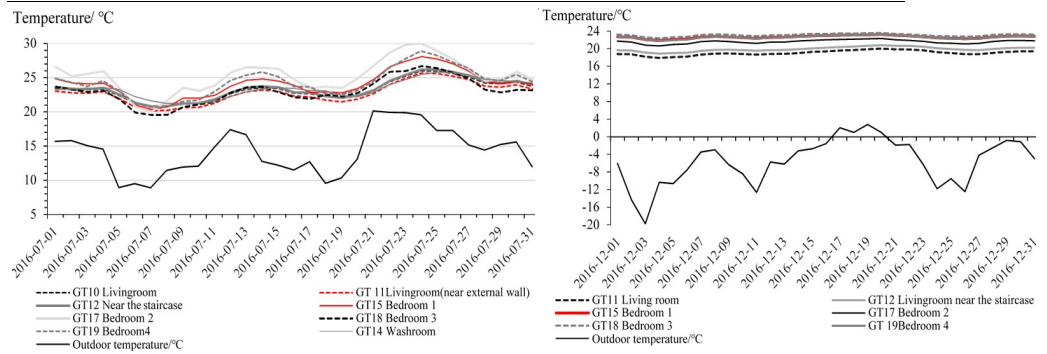 Temperature/ °C
30
25
20
15
10
5
2016-07-01
2016-07-03
2016-07-05
2016-07-07
2016-07-09
2016-07-11
2016-07-13
2016-07-15
2016-07-17
2016-07-19
2016-07-21
2016-07-23
2016-07-25
2016-07-27
2016-07-29
2016-07-31
GT10 Livingroom
GT 11Livingroom(near external wall)
GT12 Near the staircase
GT15 Bedroom 1
GT17 Bedroom 2
GT18 Bedroom 3
GT19 Bedroom4
GT14 Washroom
Outdoor temperature/°C
Temperature/°C
24
20
16
12
8
4
0
-4
-8
-12
-16
-20
2016-12-01
2016-12-03
2016-12-05
2016-12-07
2016-12-09
2016-12-11
2016-12-13
2016-12-15
2016-12-17
2016-12-19
2016-12-21
2016-12-23
2016-12-25
2016-12-27
2016-12-29
2016-12-31
GT11 Living room
GT12 Livingroom near the staircase
GT15 Bedroom 1
GT17 Bedroom 2
GT18 Bedroom 3
GT 19Bedroom 4
Outdoor temperature/°C